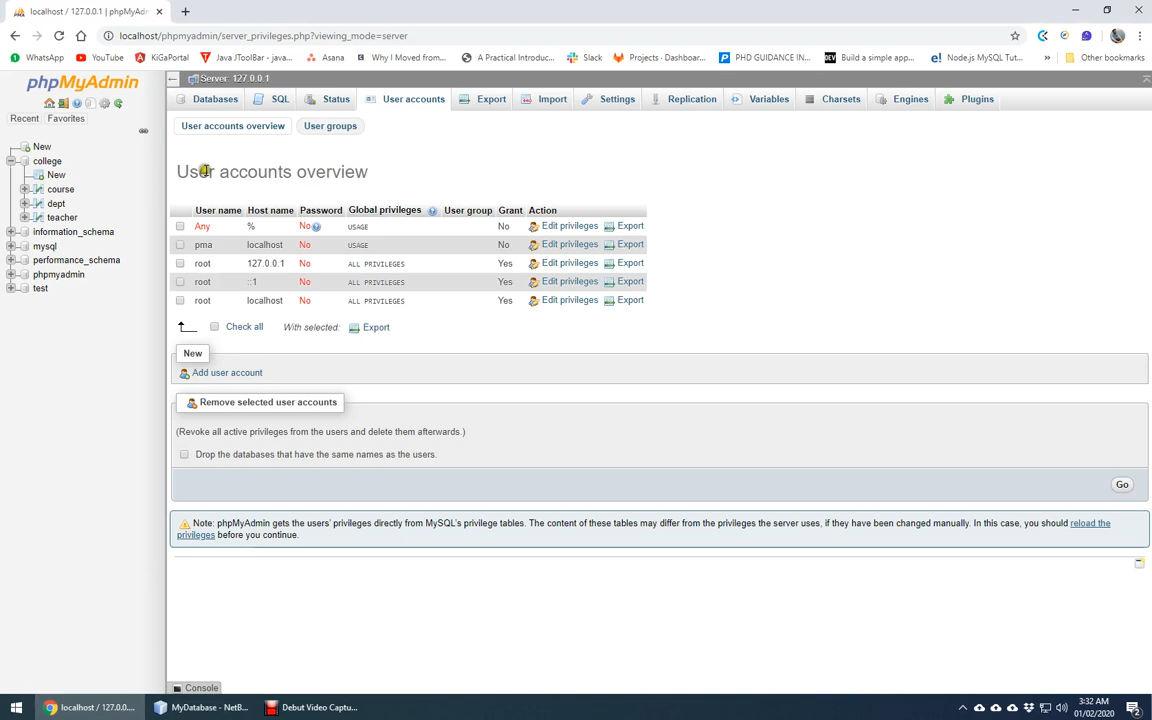 localhost / 127.0.0.1 | phpMyAdm
localhost/phpmyadmin/server_privileges.php?viewing_mode=server
WhatsApp YouTube KiGaPortal Java JToolBar - java... Asana Why I Moved from... A Practical Introduc... Slack Projects · Dashboar... PHD GUIDANCE IN... Build a simple app... Node.js MySQL Tut... » Other bookmarks
phpMyAdmin
Recent Favorites
New
college
New
course
dept
teacher
information_schema
mysql
performance_schema
phpmyadmin
test
Server: 127.0.0.1
Databases SQL Status User accounts Export Import Settings Replication Variables Charsets Engines Plugins
User accounts overview User groups
User accounts overview
User name Host name Password Global privileges User group Grant Action
Any % No USAGE No Edit privileges Export
pma localhost No USAGE No Edit privileges Export
root 127.0.0.1 No ALL PRIVILEGES Yes Edit privileges Export
root ::1 No ALL PRIVILEGES Yes Edit privileges Export
root localhost No ALL PRIVILEGES Yes Edit privileges Export
Check all With selected: Export
New
Add user account
Remove selected user accounts
(Revoke all active privileges from the users and delete them afterwards.)
Drop the databases that have the same names as the users.
Go
Note: phpMyAdmin gets the users' privileges directly from MySQL's privilege tables. The content of these tables may differ from the privileges the server uses, if they have been changed manually. In this case, you should reload the
privileges before you continue.
Console
localhost / 127.0.0.... MyDatabase - NetB... Debut Video Captu...
3:32 AM
01/02/2020
2